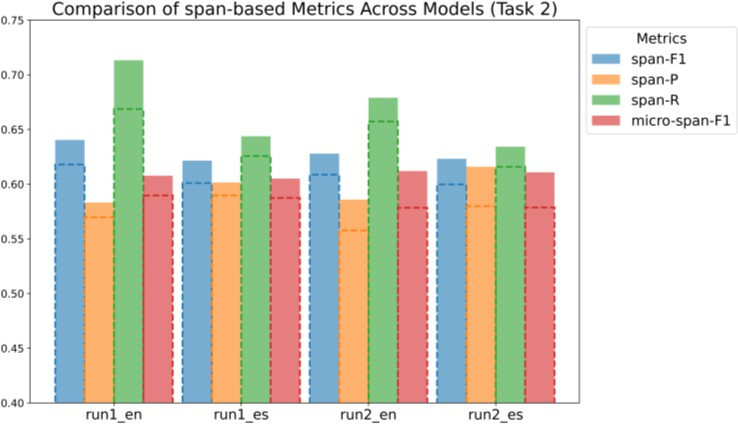 Comparison of span-based Metrics Across Models (Task 2)
0.75
0.70
0.65
0.60
0.55
0.50
0.45
0.40
run1_en run1_es run2_en run2_es
Metrics
span-F1
span-P
span-R
micro-span-F1